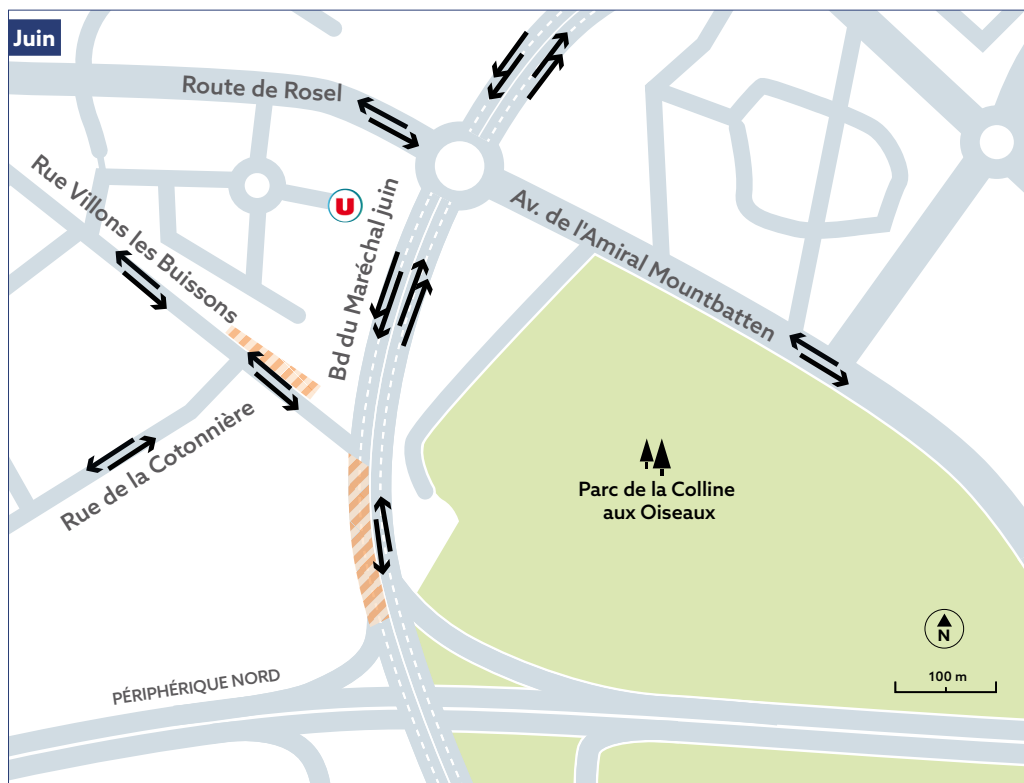 Juin
Route de Rosel
Rue Villons les Buissons
U
Bd du Maréchal juin
Av. de l'Amiral Mountbatten
Rue de la Cotonnière
Parc de la Colline
aux Oiseaux
N
100 m
PÉRIPHÉRIQUE NORD